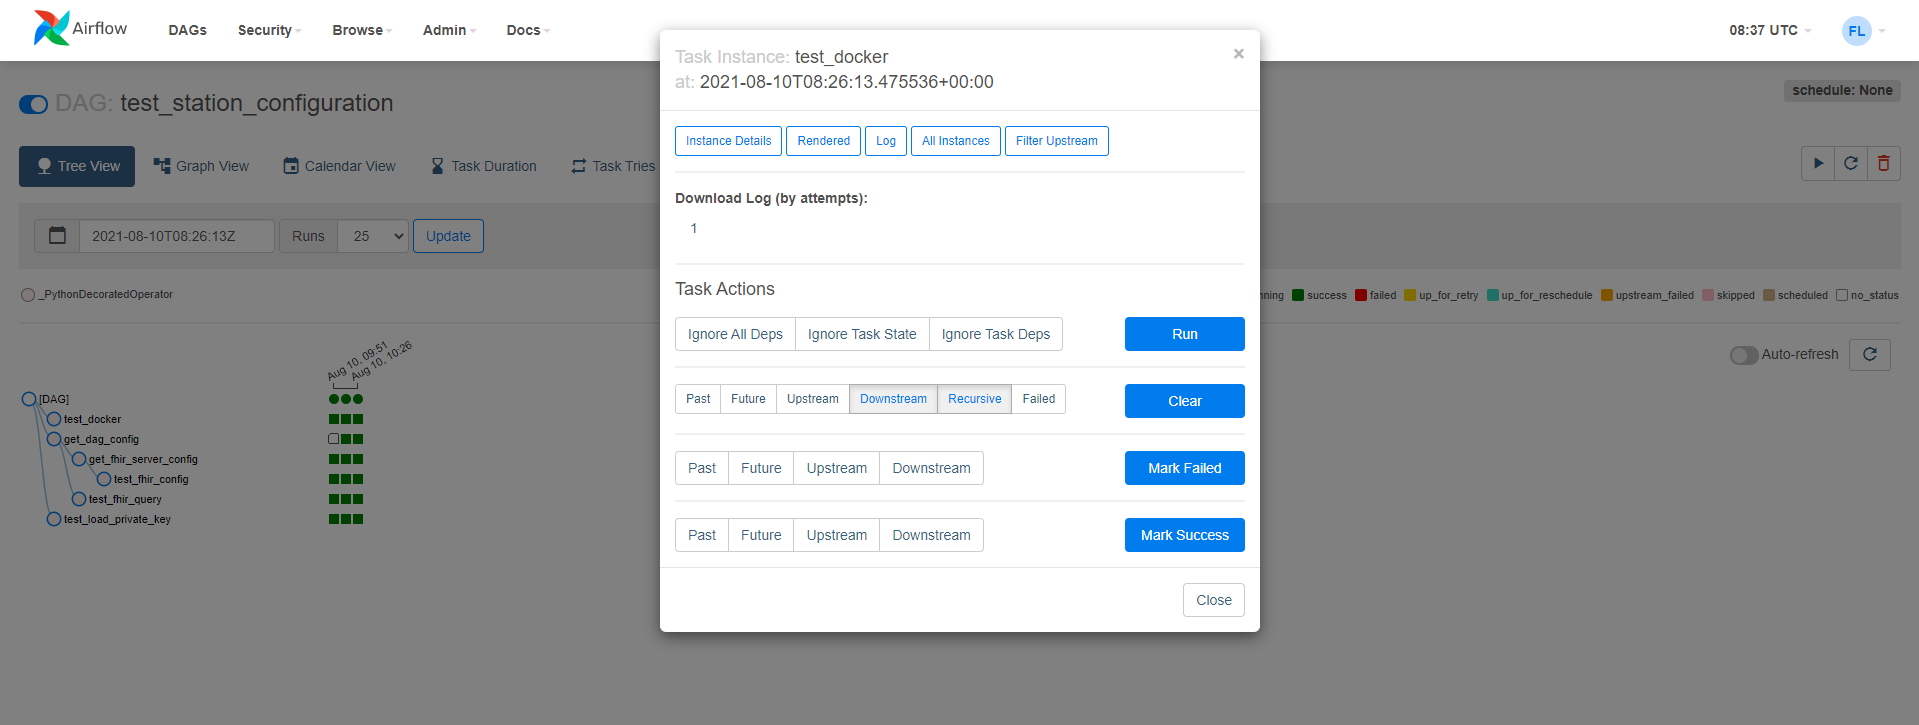 Airflow DAGs Security Browse Admin Docs 08:37 UTC FL
Task Instance: test_docker ×
at: 2021-08-10T08:26:13.475536+00:00
DAG: test_station_configuration schedule: None
Instance Details Rendered Log All Instances Filter Upstream
Tree View Graph View Calendar View Task Duration Task Tries
Download Log (by attempts):
1
2021-08-10T08:26:13Z Runs 25 Update
Task Actions
_PythonDecoratedOperator nning success failed up_for_retry up_for_reschedule upstream_failed skipped scheduled no_status
Ignore All Deps Ignore Task State Ignore Task Deps Run
Auto-refresh
Aug 10, 09:51
Aug 10, 10:26
Past Future Upstream Downstream Recursive Failed Clear
[DAG]
test_docker
get_dag_config
get_fhir_server_config
test_fhir_config
test_fhir_query
test_load_private_key
Past Future Upstream Downstream Mark Failed
Past Future Upstream Downstream Mark Success
Close